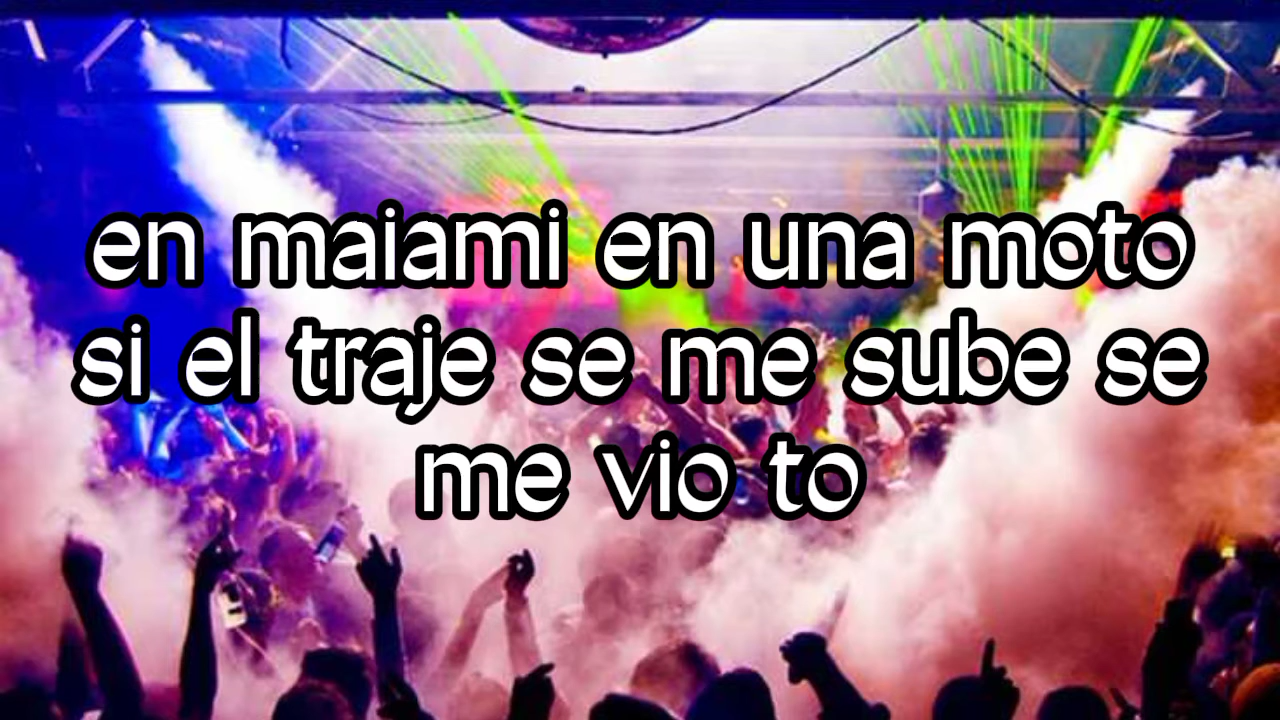 en maiami en una moto
si el traje se me sube se
me vio to